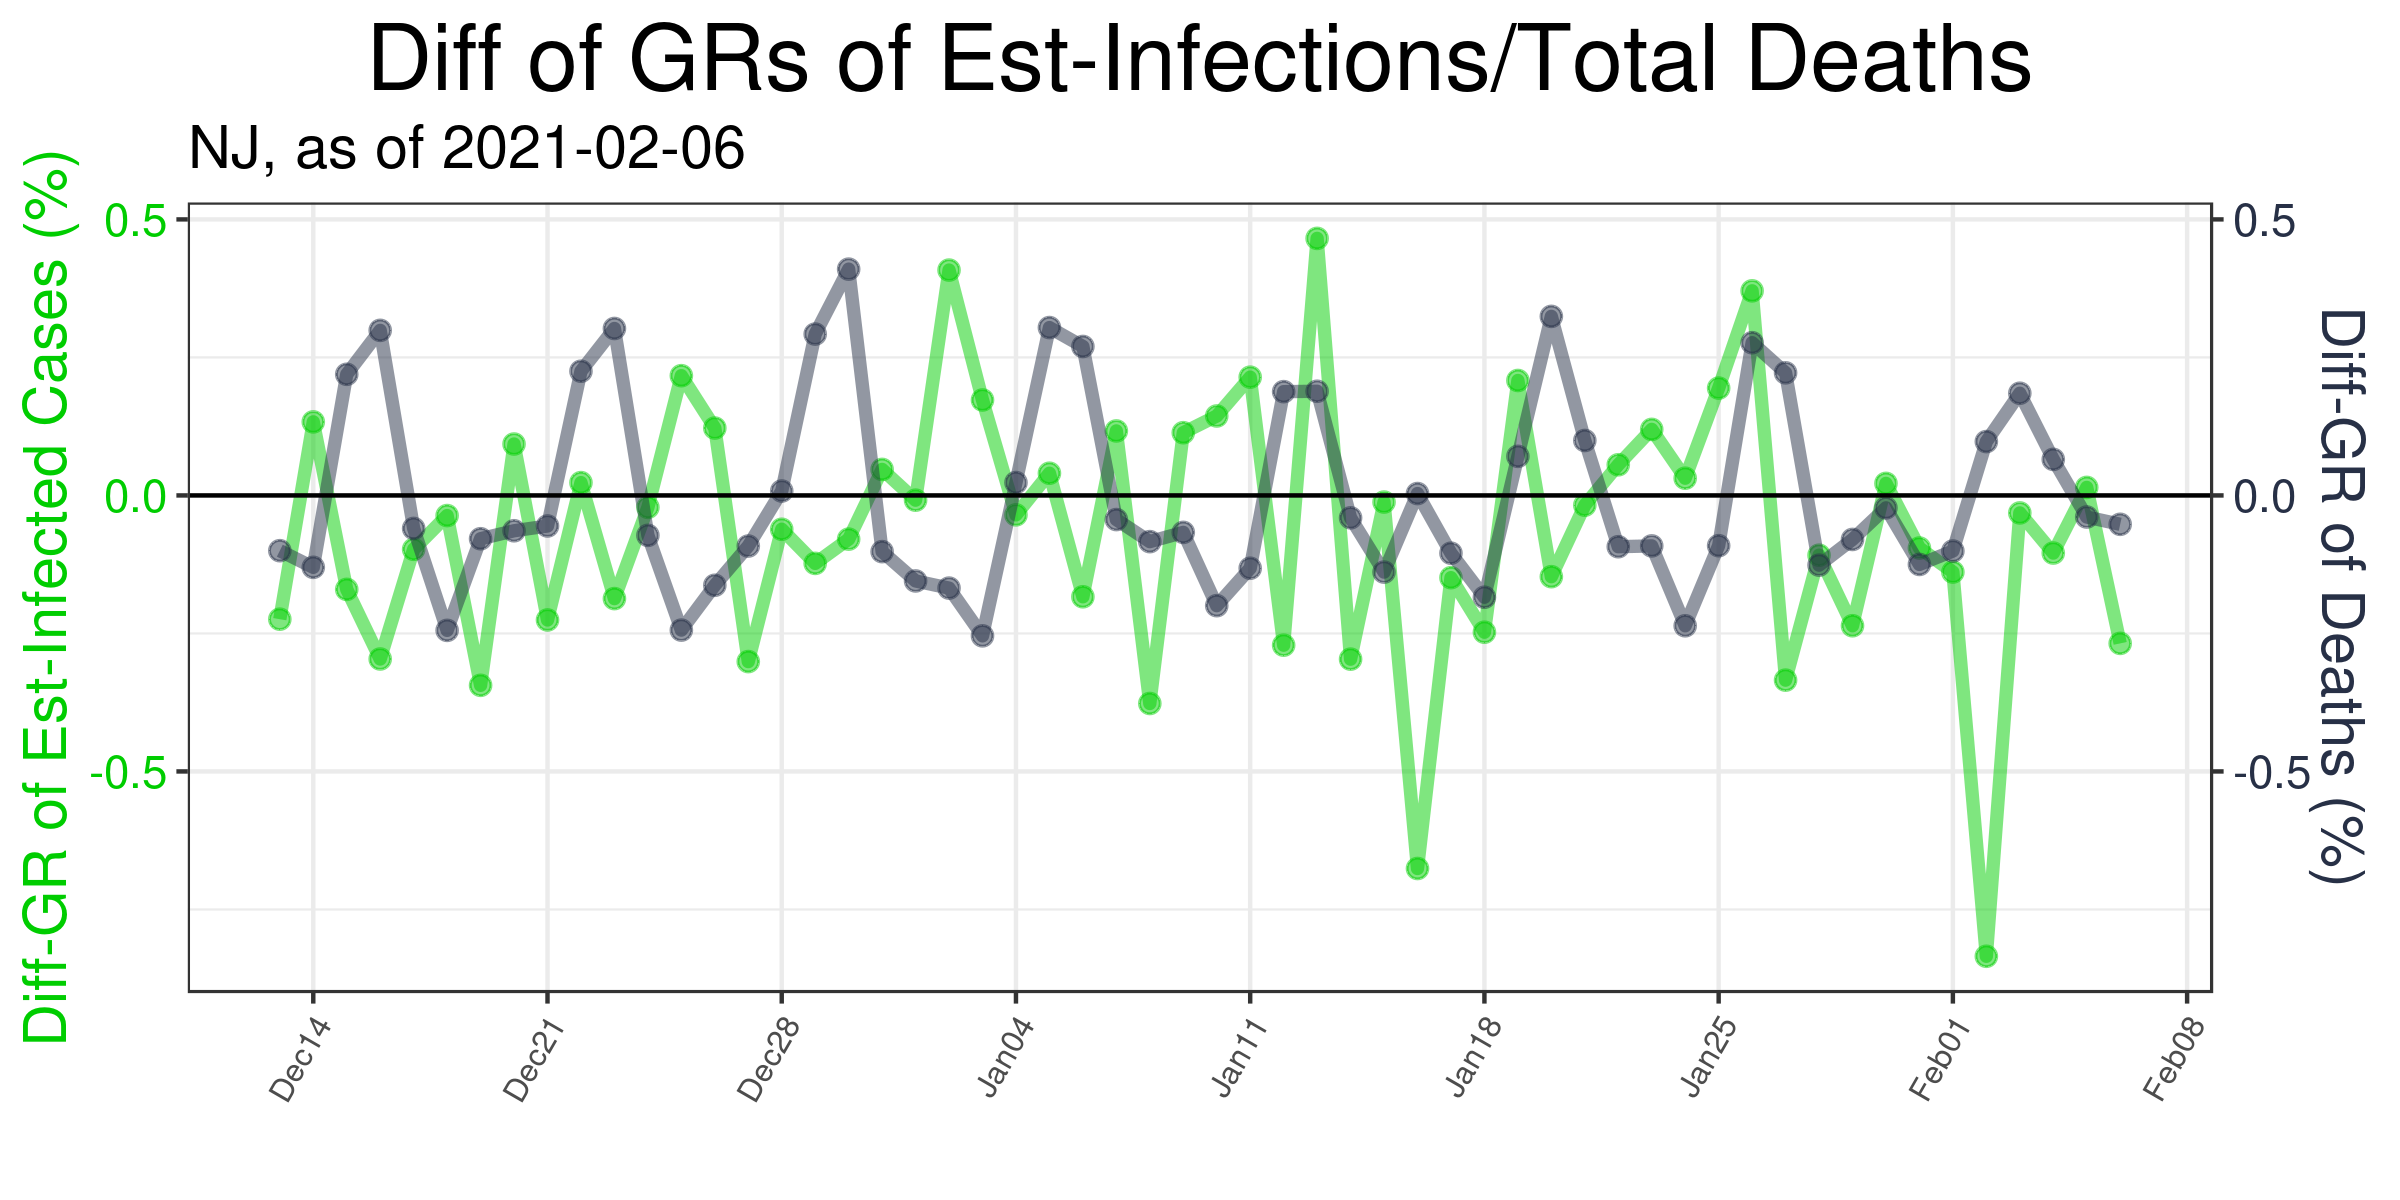 Diff of GRs of Est-Infections/Total Deaths
NJ, as of 2021-02-06
Diff-GR of Est-Infected Cases (%)
0.5
0.0
-0.5
0.5
0.0
-0.5
Diff-GR of Deaths (%)
Dec14
Dec21
Dec28
Jan04
Jan11
Jan18
Jan25
Feb01
Feb08